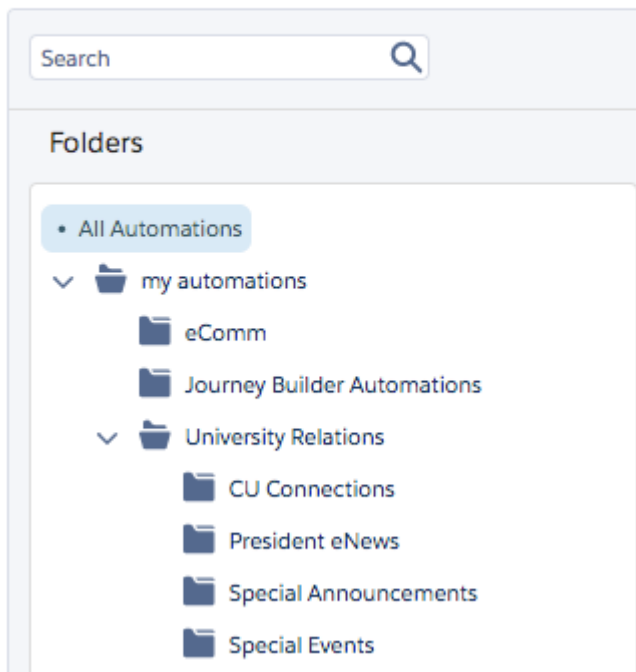 Search
Folders
• All Automations
my automations
eComm
Journey Builder Automations
University Relations
CU Connections
President eNews
Special Announcements
Special Events